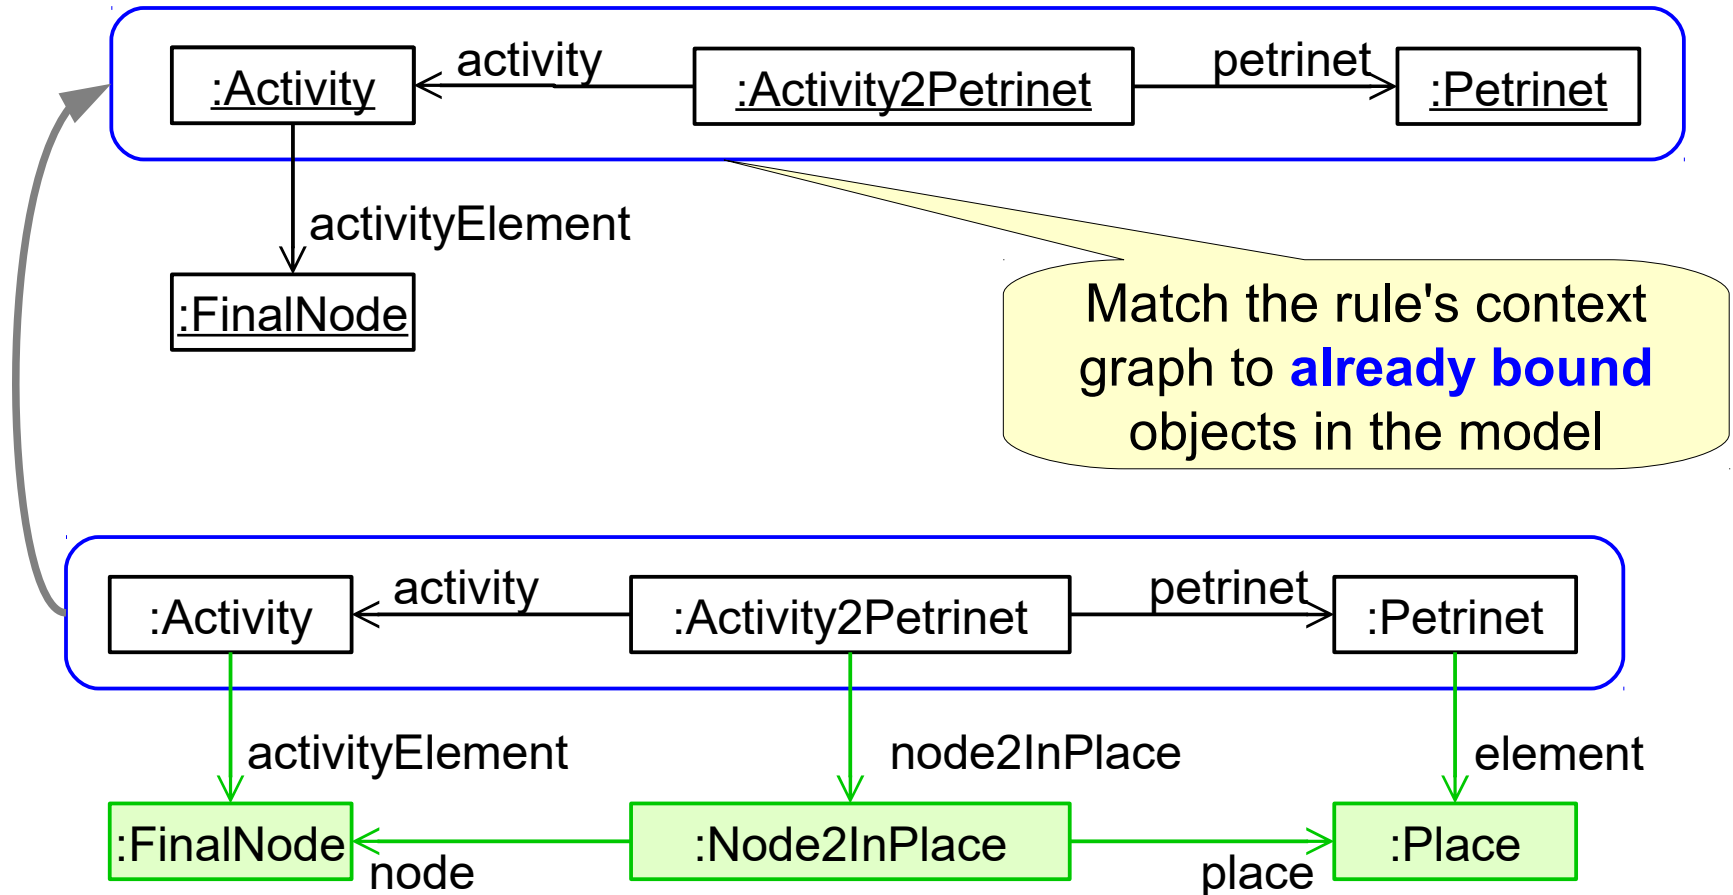 activity
petrinet
:Activity
:Activity2Petrinet
:Petrinet
activityElement
:FinalNode
Match the rule's context
graph to already bound
objects in the model
activity
petrinet
:Activity
:Activity2Petrinet
:Petrinet
activityElement
node2InPlace
element
:FinalNode
:Node2InPlace
:Place
node
place